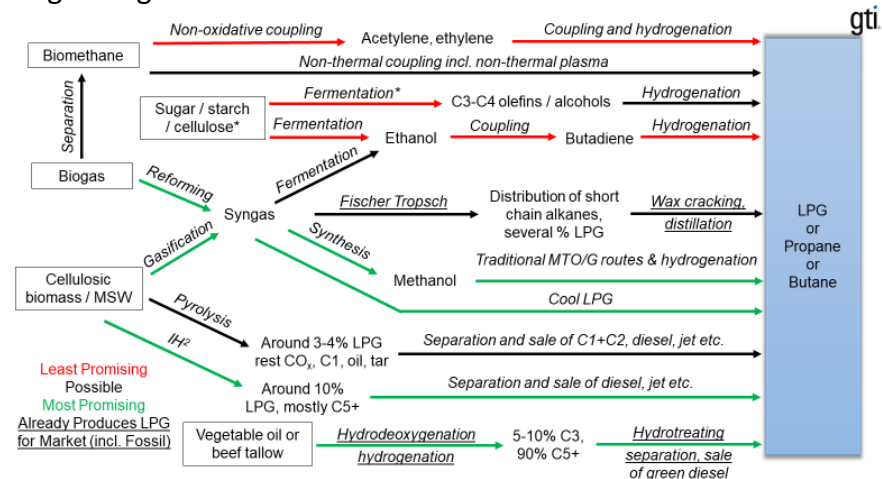 gti
Non-oxidative coupling
Acetylene, ethylene
Coupling and hydrogenation
Biomethane
Non-thermal coupling incl. non-thermal plasma
Separation
Sugar / starch
/ cellulose*
Fermentation*
C3-C4 olefins / alcohols
Hydrogenation
Fermentation
Ethanol
Coupling
Butadiene
Hydrogenation
Biogas
Reforming
Fermentation
Syngas
Fischer Tropsch
Distribution of short
chain alkanes,
several % LPG
Wax cracking,
distillation
LPG
or
Propane
or
Butane
Gasification
Synthesis
Methanol
Traditional MTO/G routes & hydrogenation
Cool LPG
Cellulosic
biomass / MSW
Pyrolysis
Around 3-4% LPG
rest COₓ, C1, oil, tar
Separation and sale of C1+C2, diesel, jet etc.
IH²
Around 10%
LPG, mostly C5+
Separation and sale of diesel, jet etc.
Least Promising
Possible
Most Promising
Already Produces LPG
for Market (incl. Fossil)
Vegetable oil or
beef tallow
Hydrodeoxygenation
hydrogenation
5-10% C3,
90% C5+
Hydrotreating
separation, sale
of green diesel